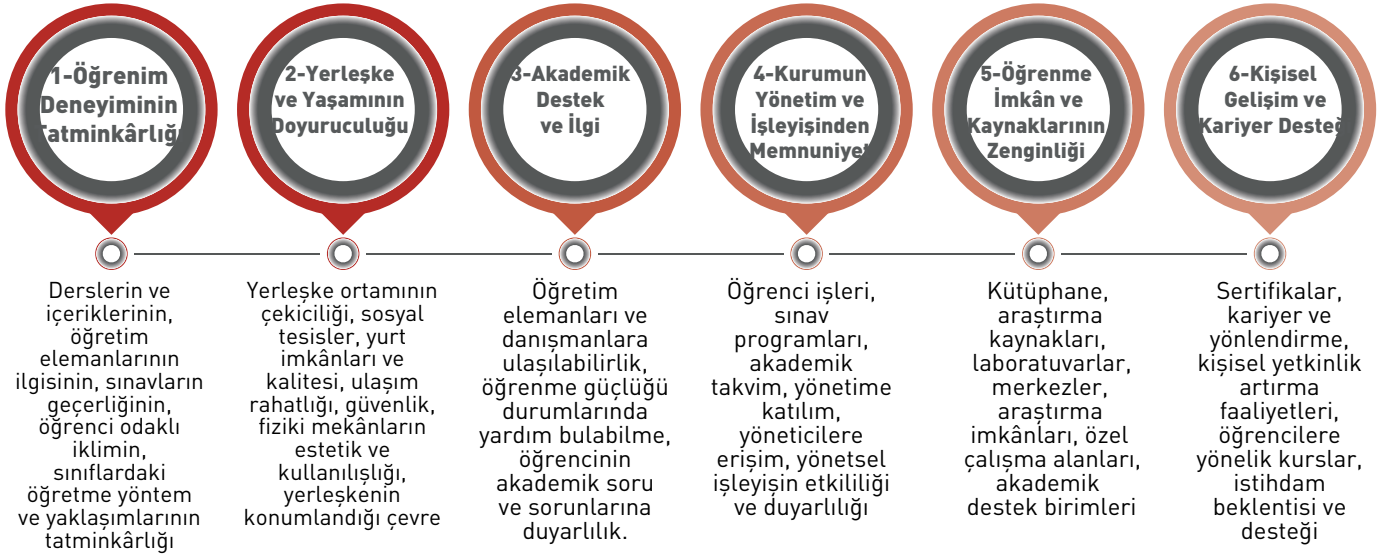 1-Öğrenim
Deneyiminin
Tatminkârlığı
2-Yerleşke
ve Yaşamının
Doyuruculuğu
3-Akademik
Destek
ve İlgi
4-Kurumun
Yönetim ve
İşleyişinden
Memnuniyet
5-Öğrenme
İmkân ve
Kaynaklarının
Zenginliği
6-Kişisel
Gelişim ve
Kariyer Desteği
Derslerin ve
içeriklerinin,
öğretim
elemanlarının
ilgisinin, sınavların
geçerliğinin,
öğrenci odaklı
iklimin,
sınıflardaki
öğretme yöntem
ve yaklaşımlarının
tatminkârlığı
Yerleşke ortamının
çekiciliği, sosyal
tesisler, yurt
imkânları ve
kalitesi, ulaşım
rahatlığı, güvenlik,
fiziki mekânların
estetik ve
kullanılışlığı,
yerleşkenin
konumlandığı çevre
Öğretim
elemanları ve
danışmanlara
ulaşılabilirlik,
öğrenme güçlüğü
durumlarında
yardım bulabilme,
öğrencinin
akademik soru
ve sorunlarına
duyarlılık.
Öğrenci işleri,
sınav
programları,
akademik
takvim, yönetime
katılım,
yöneticilere
erişim, yönetsel
işleyişin etkililiği
ve duyarlılığı
Kütüphane,
araştırma
kaynakları,
laboratuvarlar,
merkezler,
araştırma
imkânları, özel
çalışma alanları,
akademik
destek birimleri
Sertifikalar,
kariyer ve
yönlendirme,
kişisel yetkinlik
artırma
faaliyetleri,
öğrencilere
yönelik kurslar,
istihdam
beklentisi ve
desteği